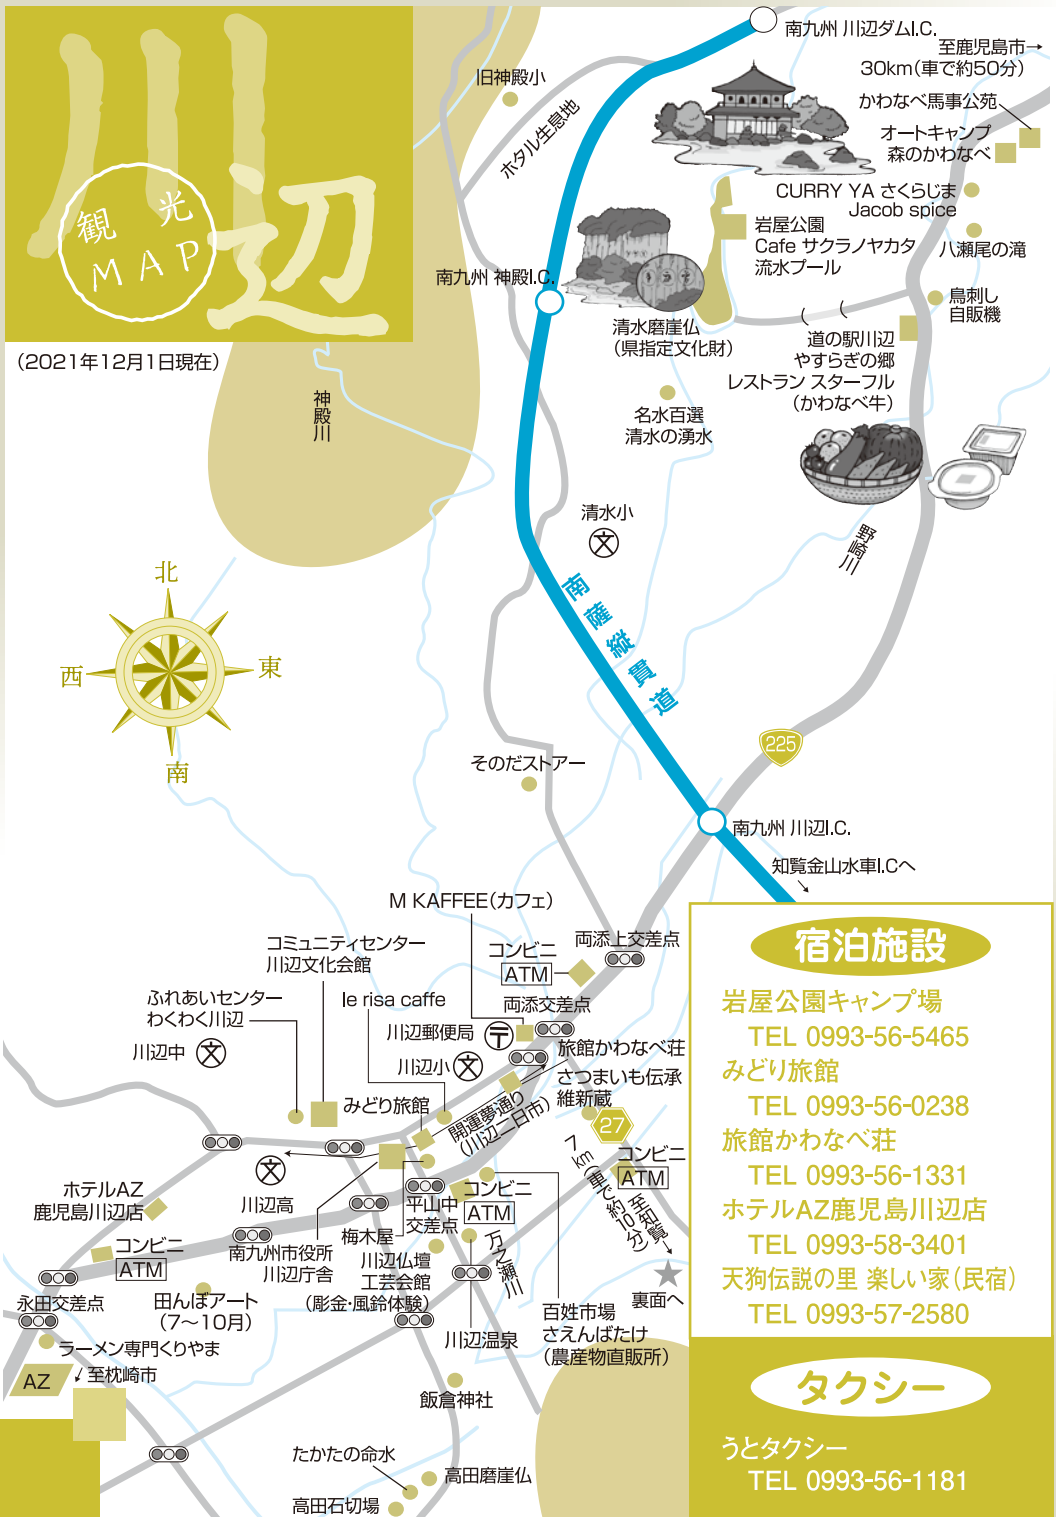 川辺
観光
MAP
(2021年12月1日現在)
南九州 川辺ダムI.C.
至鹿児島市→
30km(車で約50分)
旧神殿小
ホタル生息地
かわなべ馬事公苑
オートキャンプ
森のかわなべ
CURRY YA さくらじま
Jacob spice
岩屋公園
Cafe サクラノヤカタ
流水プール
八瀬尾の滝
南九州 神殿I.C.
鳥刺し
自販機
清水磨崖仏
(県指定文化財)
道の駅川辺
やすらぎの郷
レストラン スターフル
(かわなべ牛)
神殿川
名水百選
清水の湧水
清水小
文
野崎川
南薩縦貫道
北
西
東
南
225
そのだストアー
南九州 川辺I.C.
知覧金山水車I.Cへ
M KAFFEE(カフェ)
コミュニティセンター
川辺文化会館
コンビニ
ATM
両添上交差点
ふれあいセンター
わくわく川辺
le risa caffe
両添交差点
川辺郵便局
〒
川辺中
文
川辺小
文
旅館かわなべ荘
さつまいも伝承
維新蔵
みどり旅館
開運夢通り
(川辺二日市)
27
7km(車で約10分)
至知覧
コンビニ
ATM
文
川辺高
ホテルAZ
鹿児島川辺店
コンビニ
ATM
平山中
交差点
コンビニ
ATM
梅木屋
南九州市役所
川辺庁舎
川辺仏壇
工芸会館
(彫金・風鈴体験)
万之瀬川
裏面へ
永田交差点
田んぼアート
(7〜10月)
百姓市場
さえんばたけ
(農産物直販所)
川辺温泉
ラーメン専門くりやま
至枕崎市
AZ
飯倉神社
たかたの命水
高田磨崖仏
高田石切場
宿泊施設
岩屋公園キャンプ場
TEL 0993-56-5465
みどり旅館
TEL 0993-56-0238
旅館かわなべ荘
TEL 0993-56-1331
ホテルAZ鹿児島川辺店
TEL 0993-58-3401
天狗伝説の里 楽しい家(民宿)
TEL 0993-57-2580
タクシー
うとタクシー
TEL 0993-56-1181